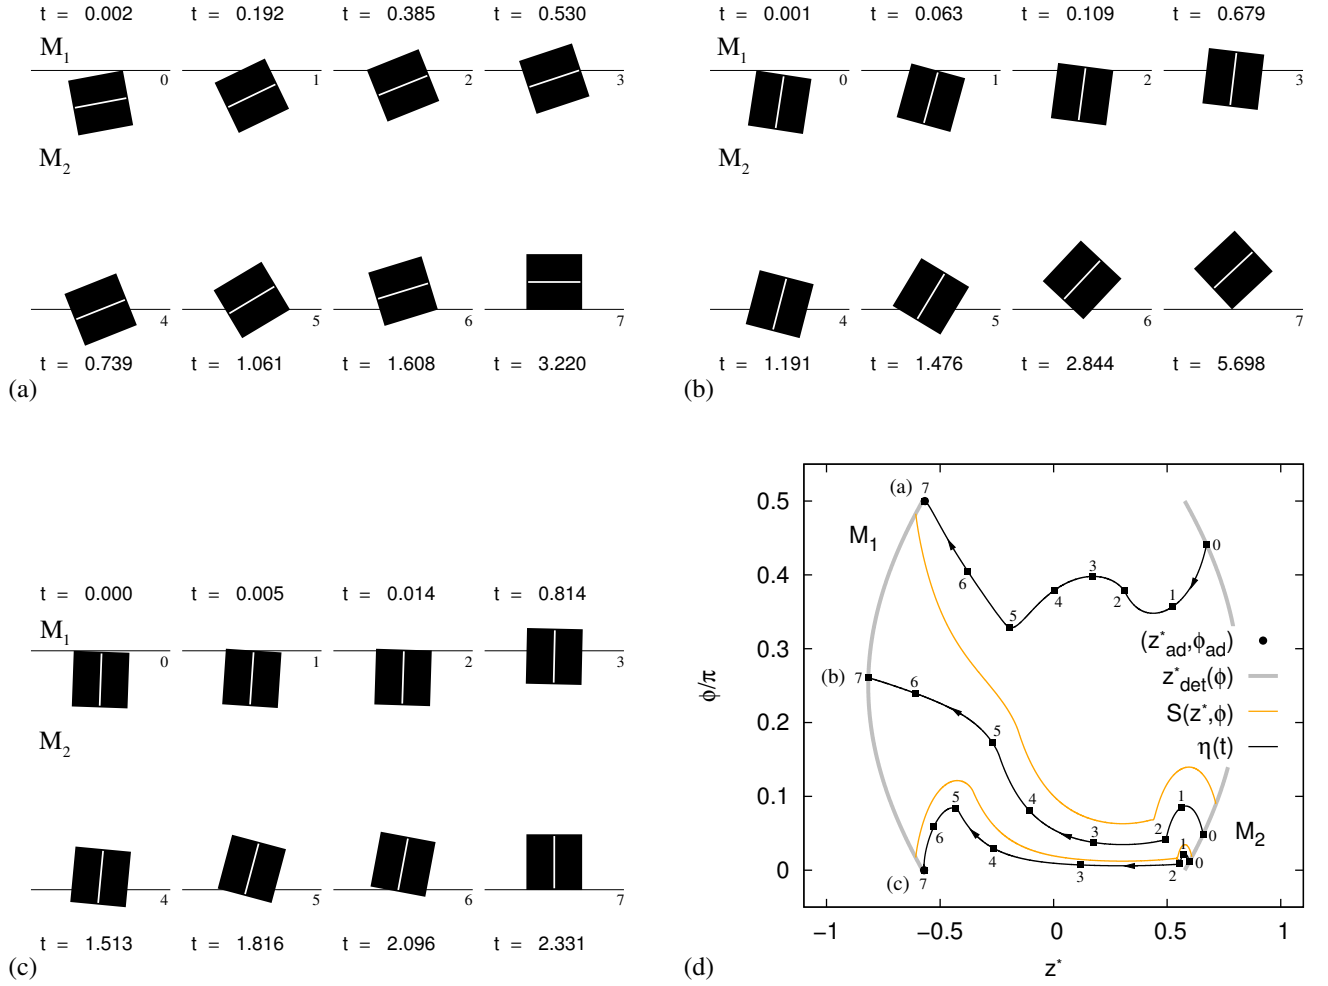 t = 0.002 t = 0.192 t = 0.385 t = 0.530
M1
0 1 2 3
M2
4 5 6 7
t = 0.739 t = 1.061 t = 1.608 t = 3.220
(a)
t = 0.001 t = 0.063 t = 0.109 t = 0.679
M1
0 1 2 3
M2
4 5 6 7
t = 1.191 t = 1.476 t = 2.844 t = 5.698
(b)
t = 0.000 t = 0.005 t = 0.014 t = 0.814
M1
0 1 2 3
M2
4 5 6 7
t = 1.513 t = 1.816 t = 2.096 t = 2.331
(c)
(a) 7
0.5
M1
0
3
0.4
6 4 2 1
5
0.3
(z*ad,ϕad)
(b) 7 6
z*det(ϕ)
ϕ/π
0.2
5
S(z*,ϕ)
η(t)
0.1
5 4 1
6 3 2 0
M2
4 1
3 2 0
0
(c) 7
−1 −0.5 0 0.5 1
(d)
z*